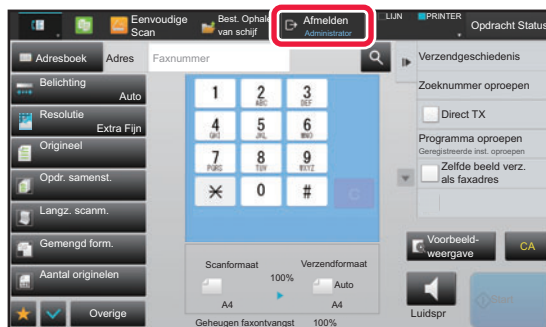 Eenvoudige Scan
Best. Ophale van schijf
Afmelden
Administrator
LIJN
PRINTER
Opdracht Status
Adresboek
Adres
Faxnummer
Verzendgeschiedenis
Belichting
Auto
Zoeknummer oproepen
Resolutie
Extra Fijn
Direct TX
Origineel
Programma oproepen
Geregistreerde inst. oproepen
Opdr. samenst.
Zelfde beeld verz.
als faxadres
Langz. scanm.
Gemengd form.
Aantal originelen
Overige
1
2 ABC
3 DEF
4 GHI
5 JKL
6 MNO
7 PQRS
8 TUV
9 WXYZ
0
#
C
Scanformaat
100%
Verzendformaat
Auto
A4
A4
Geheugen faxontvangst 100%
Voorbeeld-
weergave
CA
Luidspr
Start